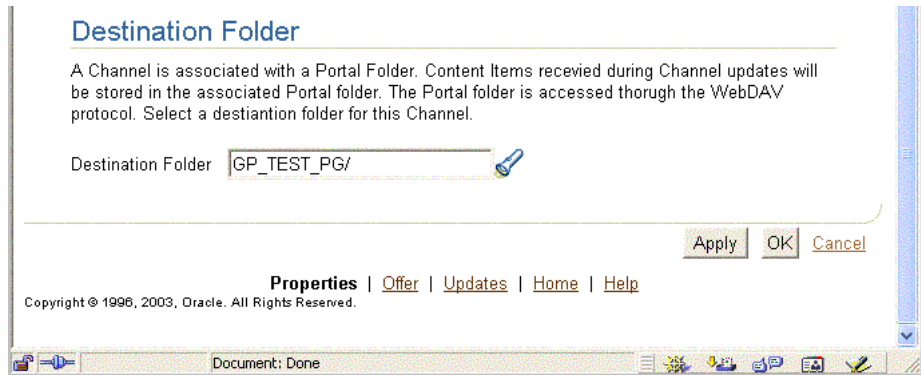 Destination Folder
A Channel is associated with a Portal Folder. Content Items recevied during Channel updates will
be stored in the associated Portal folder. The Portal folder is accessed thorugh the WebDAV
protocol. Select a destiantion folder for this Channel.
Destination Folder GP_TEST_PG/
Apply OK Cancel
Properties | Offer | Updates | Home | Help
Copyright © 1996, 2003, Oracle. All Rights Reserved.
Document: Done